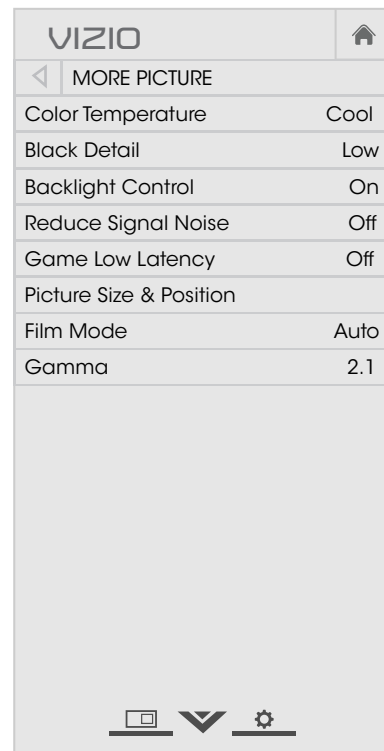 VIZIO
MORE PICTURE
Color Temperature Cool
Black Detail Low
Backlight Control On
Reduce Signal Noise Off
Game Low Latency Off
Picture Size & Position
Film Mode Auto
Gamma 2.1